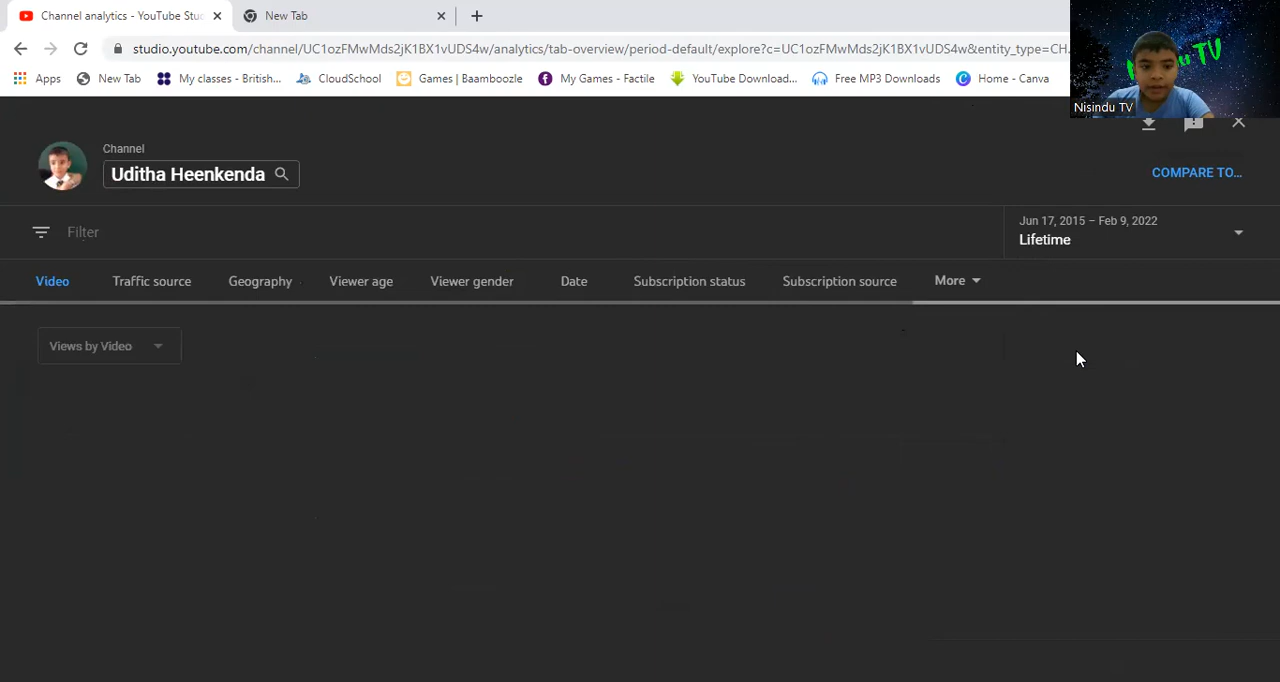 Channel analytics - YouTube Stu
New Tab
studio.youtube.com/channel/UC1ozFMwMds2jK1BX1vUDS4w/analytics/tab-overview/period-default/explore?c=UC1ozFMwMds2jK1BX1vUDS4w&entity_type=CH.
Apps New Tab My classes - British... CloudSchool Games | Baamboozle My Games - Factile YouTube Download... Free MP3 Downloads Home - Canva
TV
Nisindu TV
Channel
Uditha Heenkenda
COMPARE TO...
Filter
Jun 17, 2015 – Feb 9, 2022
Lifetime
Video Traffic source Geography Viewer age Viewer gender Date Subscription status Subscription source More
Views by Video